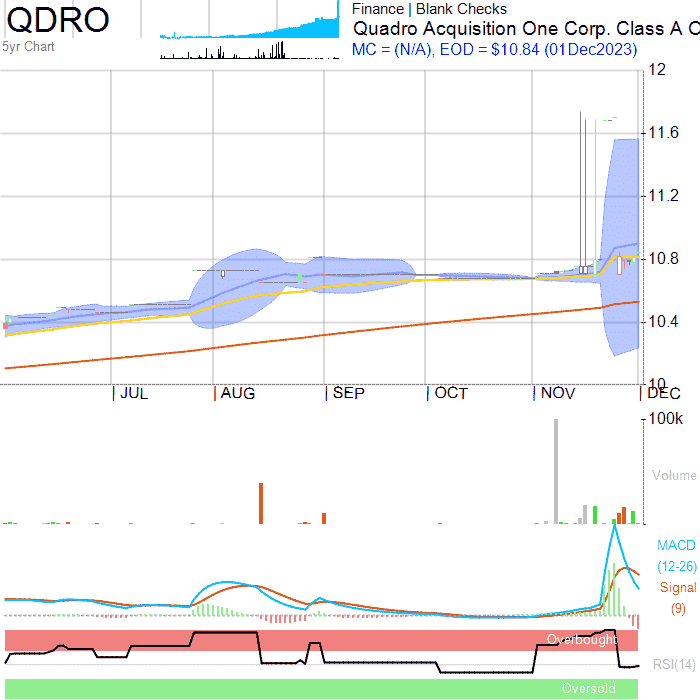 QDRO
5yr Chart
Finance | Blank Checks
Quadro Acquisition One Corp. Class A O
MC = (N/A), EOD = $10.84 (01Dec2023)
12
11.6
11.2
10.8
10.4
10
JUL
AUG
SEP
OCT
NOV
DEC
100k
Volume
MACD
(12-26)
Signal
(9)
Overbought
RSI(14)
Oversold